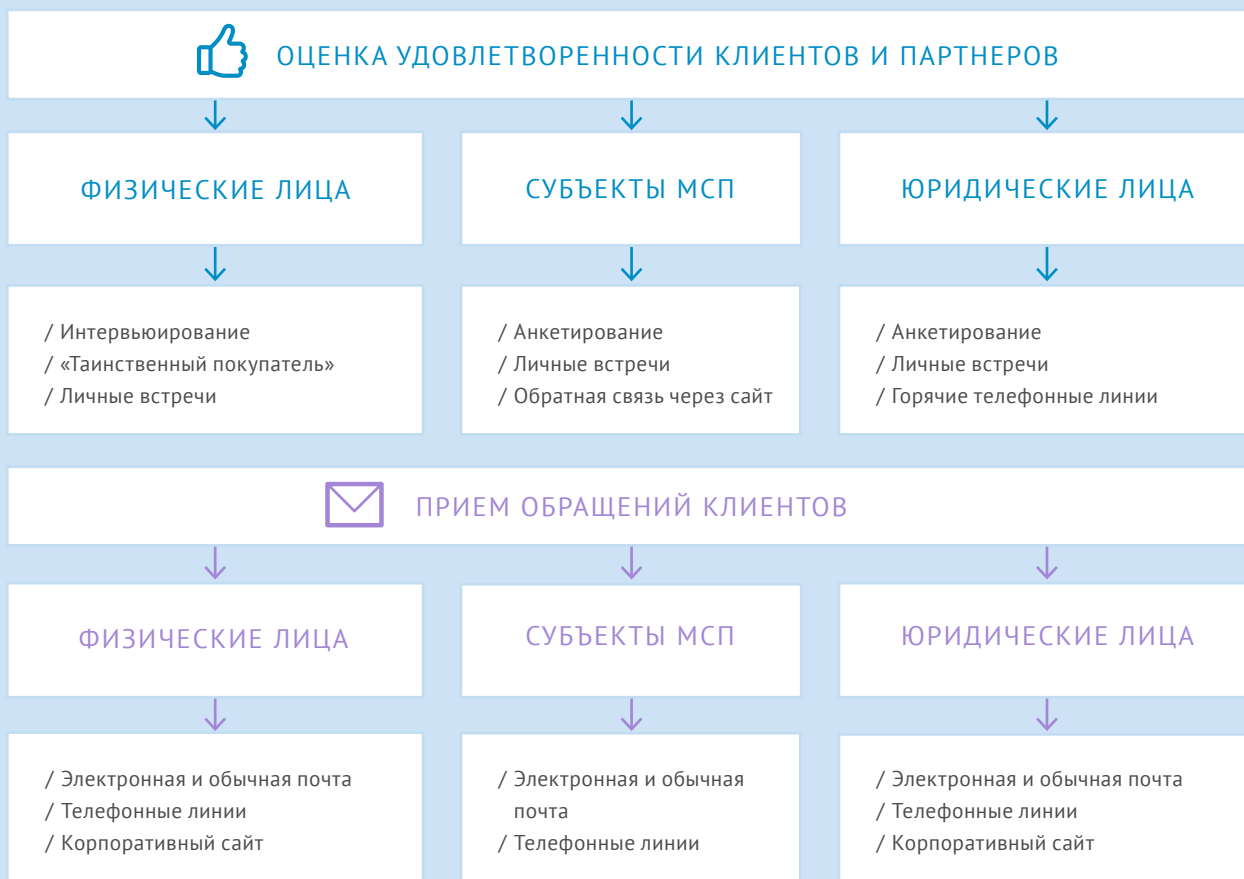 ОЦЕНКА УДОВЛЕТВОРЕННОСТИ КЛИЕНТОВ И ПАРТНЕРОВ
ФИЗИЧЕСКИЕ ЛИЦА
СУБЪЕКТЫ МСП
ЮРИДИЧЕСКИЕ ЛИЦА
/ Интервьюирование
/ «Таинственный покупатель»
/ Личные встречи
/ Анкетирование
/ Личные встречи
/ Обратная связь через сайт
/ Анкетирование
/ Личные встречи
/ Горячие телефонные линии
ПРИЕМ ОБРАЩЕНИЙ КЛИЕНТОВ
ФИЗИЧЕСКИЕ ЛИЦА
СУБЪЕКТЫ МСП
ЮРИДИЧЕСКИЕ ЛИЦА
/ Электронная и обычная почта
/ Телефонные линии
/ Корпоративный сайт
/ Электронная и обычная
почта
/ Телефонные линии
/ Электронная и обычная почта
/ Телефонные линии
/ Корпоративный сайт